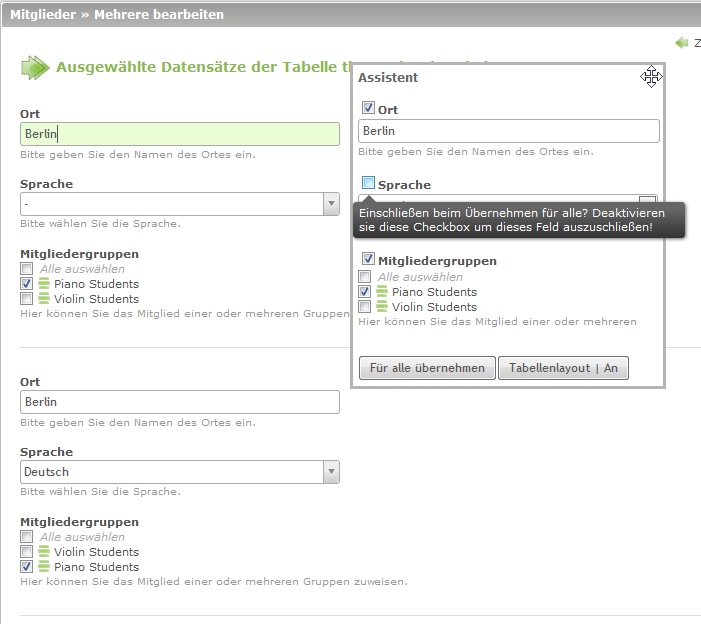 Mitglieder » Mehrere bearbeiten
Z
Ausgewählte Datensätze der Tabelle
Ort
Berlin
Bitte geben Sie den Namen des Ortes ein.
Sprache
-
Bitte wählen Sie die Sprache.
Mitgliedergruppen
Alle auswählen
Piano Students
Violin Students
Hier können Sie das Mitglied einer oder mehreren Gruppen
Assistent
Ort
Berlin
Bitte geben Sie den Namen des Ortes ein.
Sprache
Einschließen beim Übernehmen für alle? Deaktivieren
sie diese Checkbox um dieses Feld auszuschließen!
Mitgliedergruppen
Alle auswählen
Piano Students
Violin Students
Hier können Sie das Mitglied einer oder mehreren
Für alle übernehmen
Tabellenlayout | An
Ort
Berlin
Bitte geben Sie den Namen des Ortes ein.
Sprache
Deutsch
Bitte wählen Sie die Sprache.
Mitgliedergruppen
Alle auswählen
Violin Students
Piano Students
Hier können Sie das Mitglied einer oder mehreren Gruppen zuweisen.